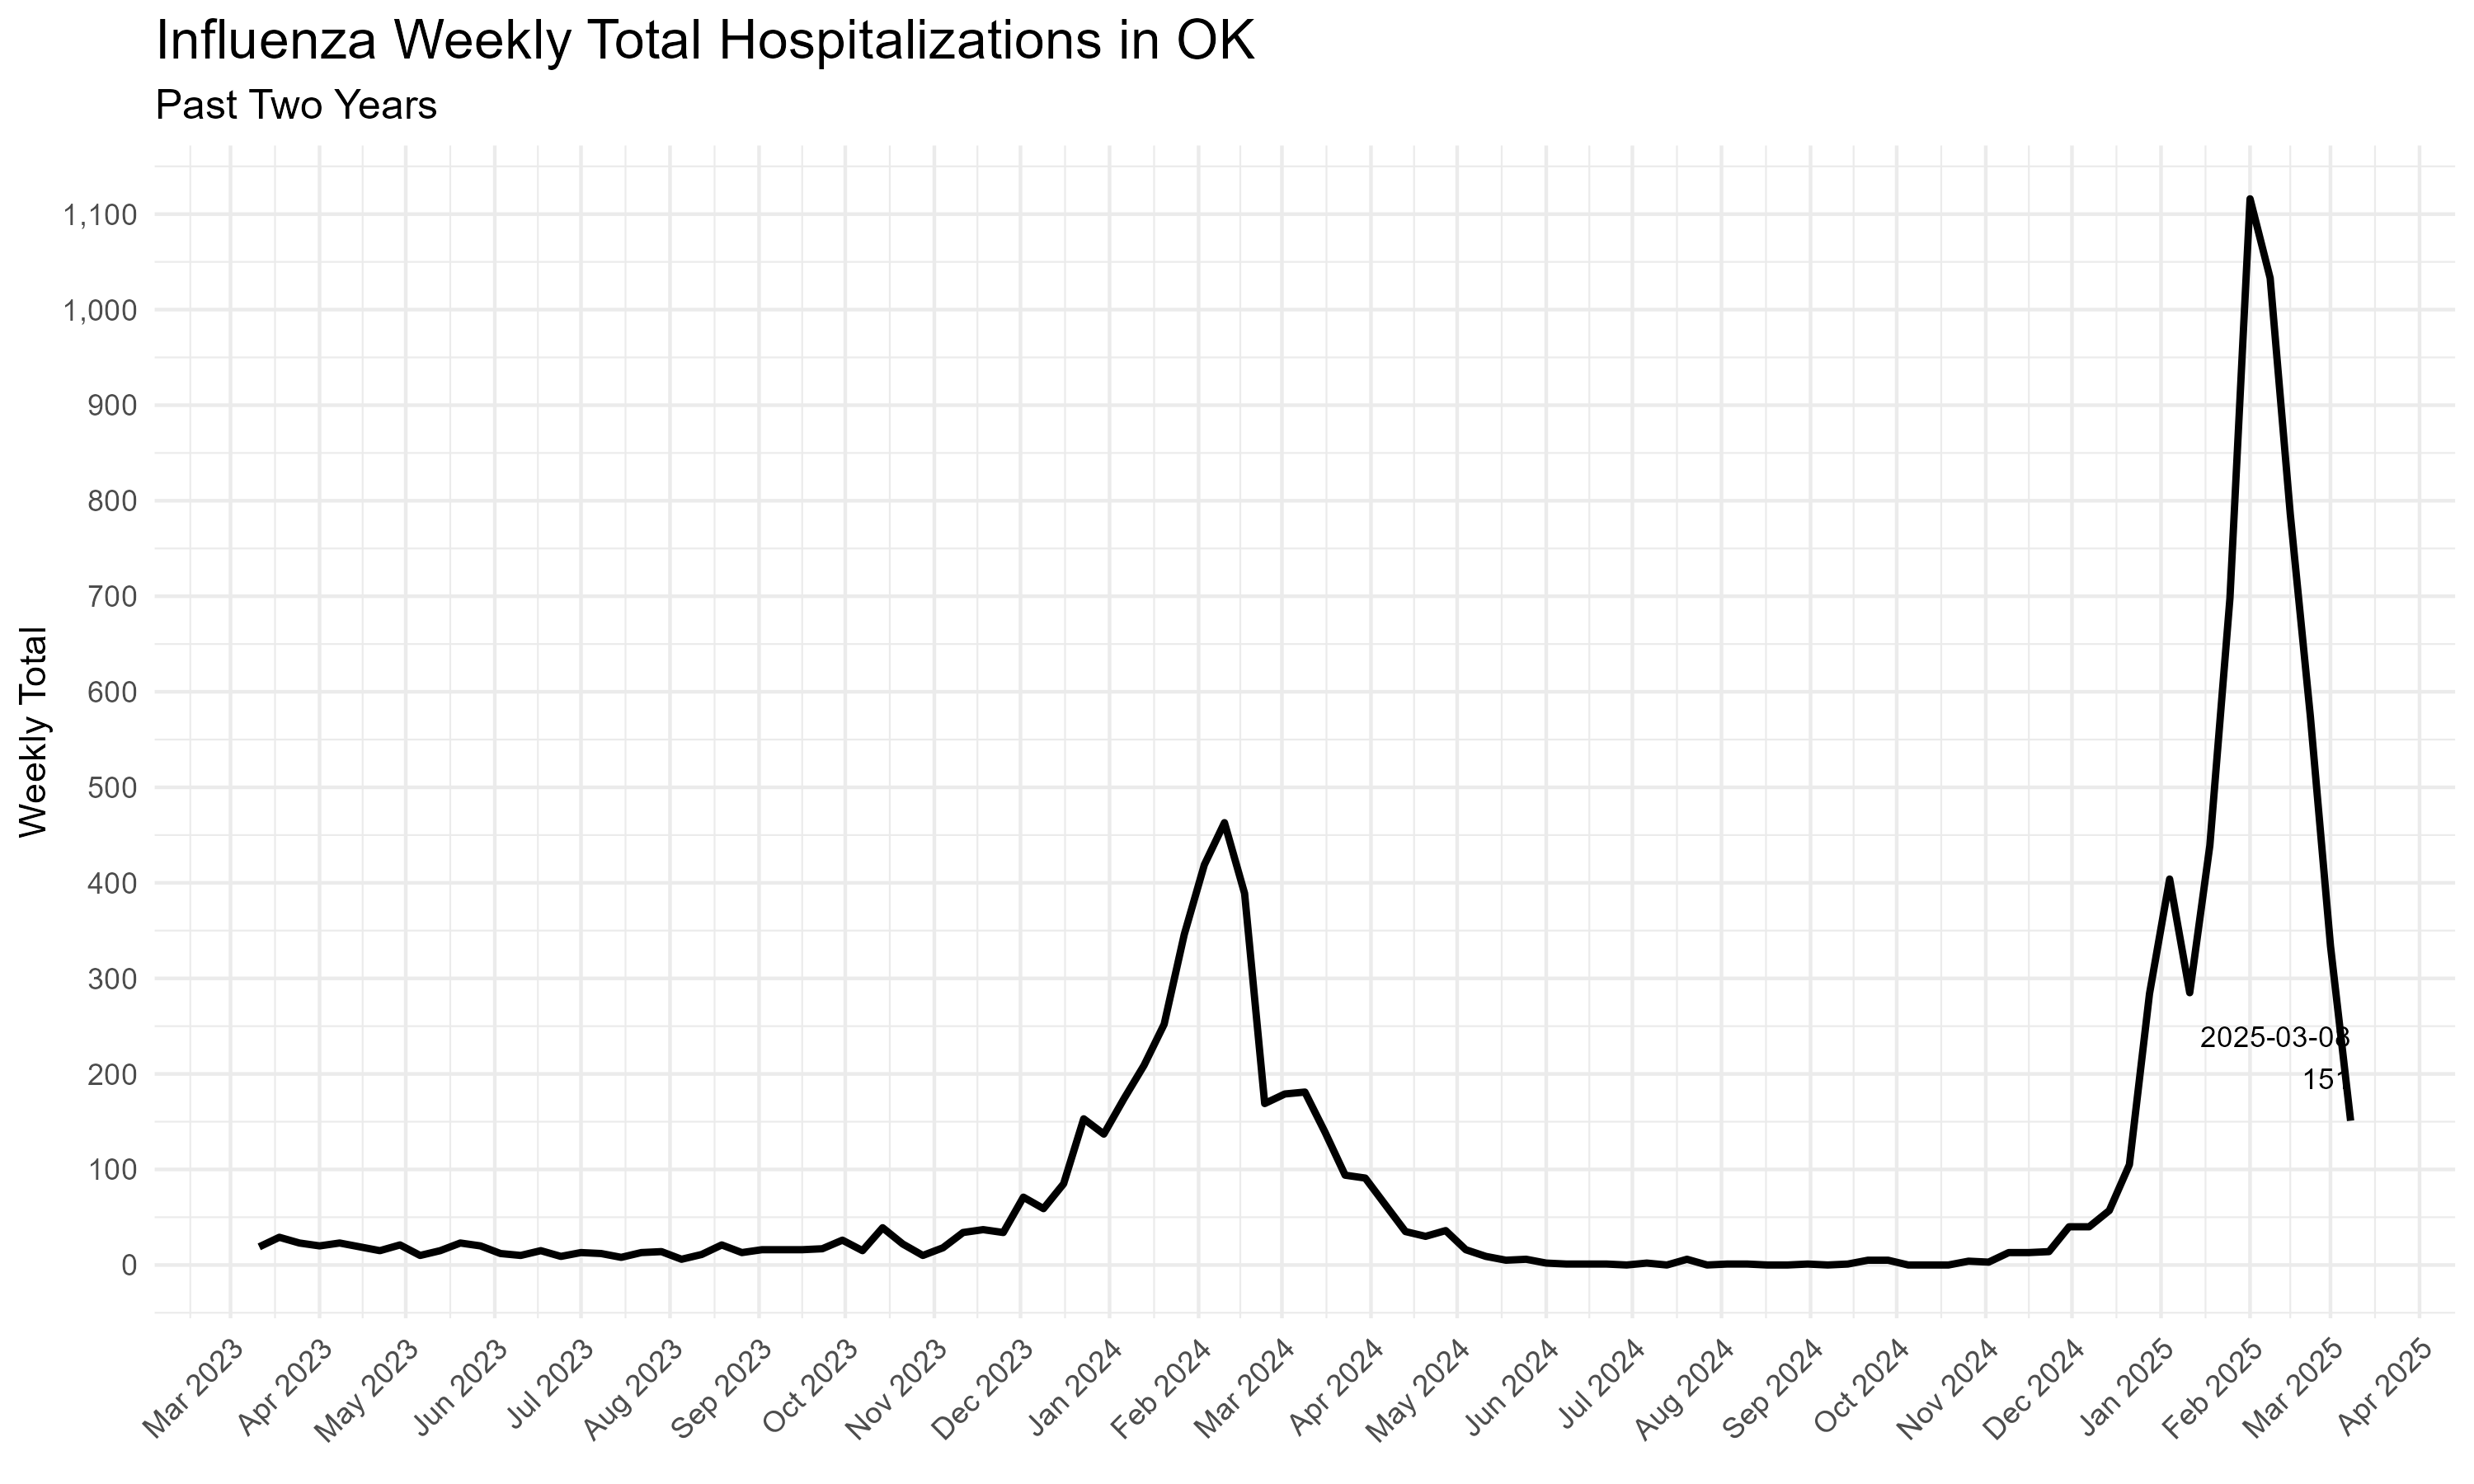 Influenza Weekly Total Hospitalizations in OK
Past Two Years
Weekly Total
1,100
1,000
900
800
700
600
500
400
300
200
100
0
2025-03-08
151
Mar 2023
Apr 2023
May 2023
Jun 2023
Jul 2023
Aug 2023
Sep 2023
Oct 2023
Nov 2023
Dec 2023
Jan 2024
Feb 2024
Mar 2024
Apr 2024
May 2024
Jun 2024
Jul 2024
Aug 2024
Sep 2024
Oct 2024
Nov 2024
Dec 2024
Jan 2025
Feb 2025
Mar 2025
Apr 2025